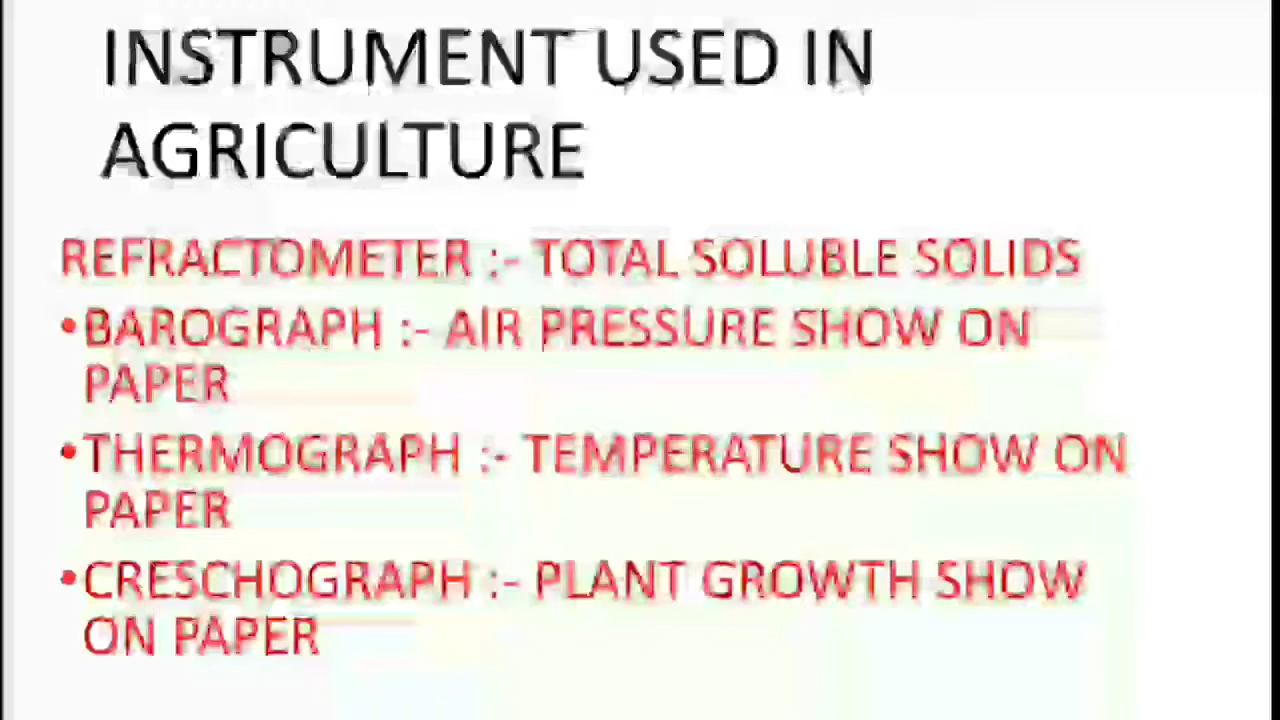 INSTRUMENT USED IN
AGRICULTURE
REFRACTOMETER :- TOTAL SOLUBLE SOLIDS
•BAROGRAPH :- AIR PRESSURE SHOW ON
PAPER
•THERMOGRAPH :- TEMPERATURE SHOW ON
PAPER
•CRESCHOGRAPH :- PLANT GROWTH SHOW
ON PAPER